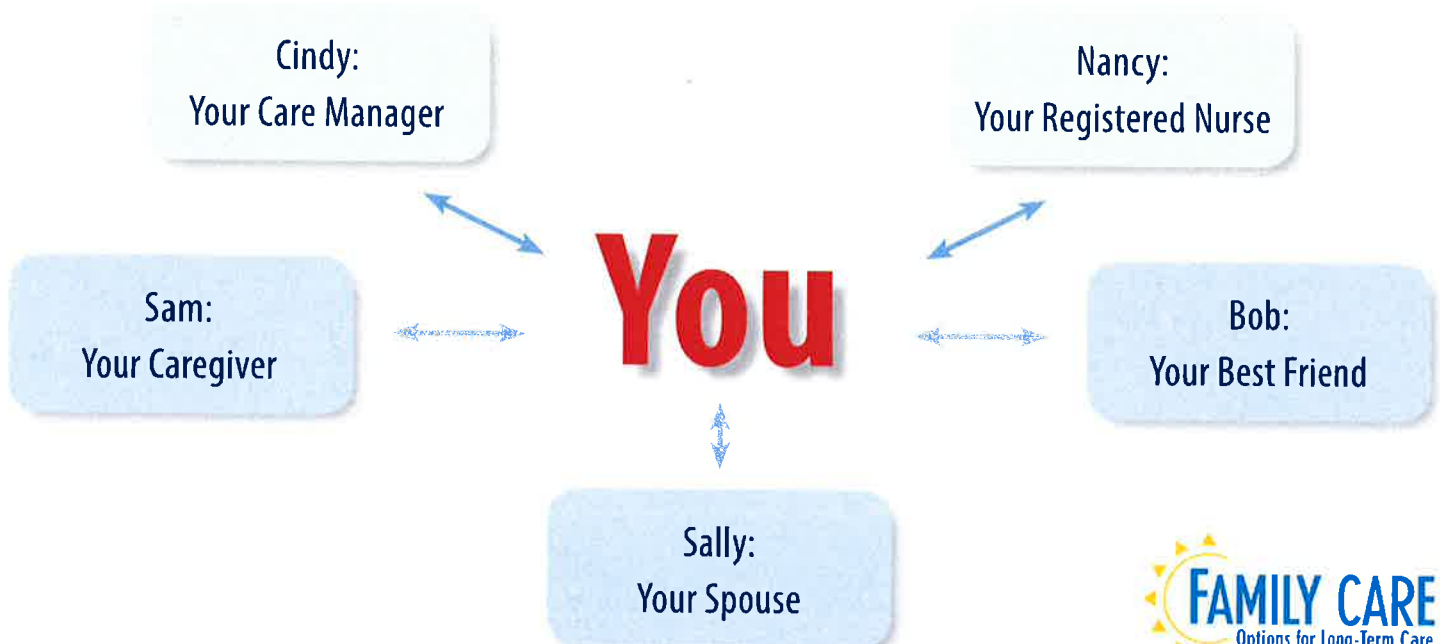 Cindy:
Your Care Manager
Nancy:
Your Registered Nurse
You
Sam:
Your Caregiver
Bob:
Your Best Friend
Sally:
Your Spouse
FAMILY CARE
Options for Long-Term Care